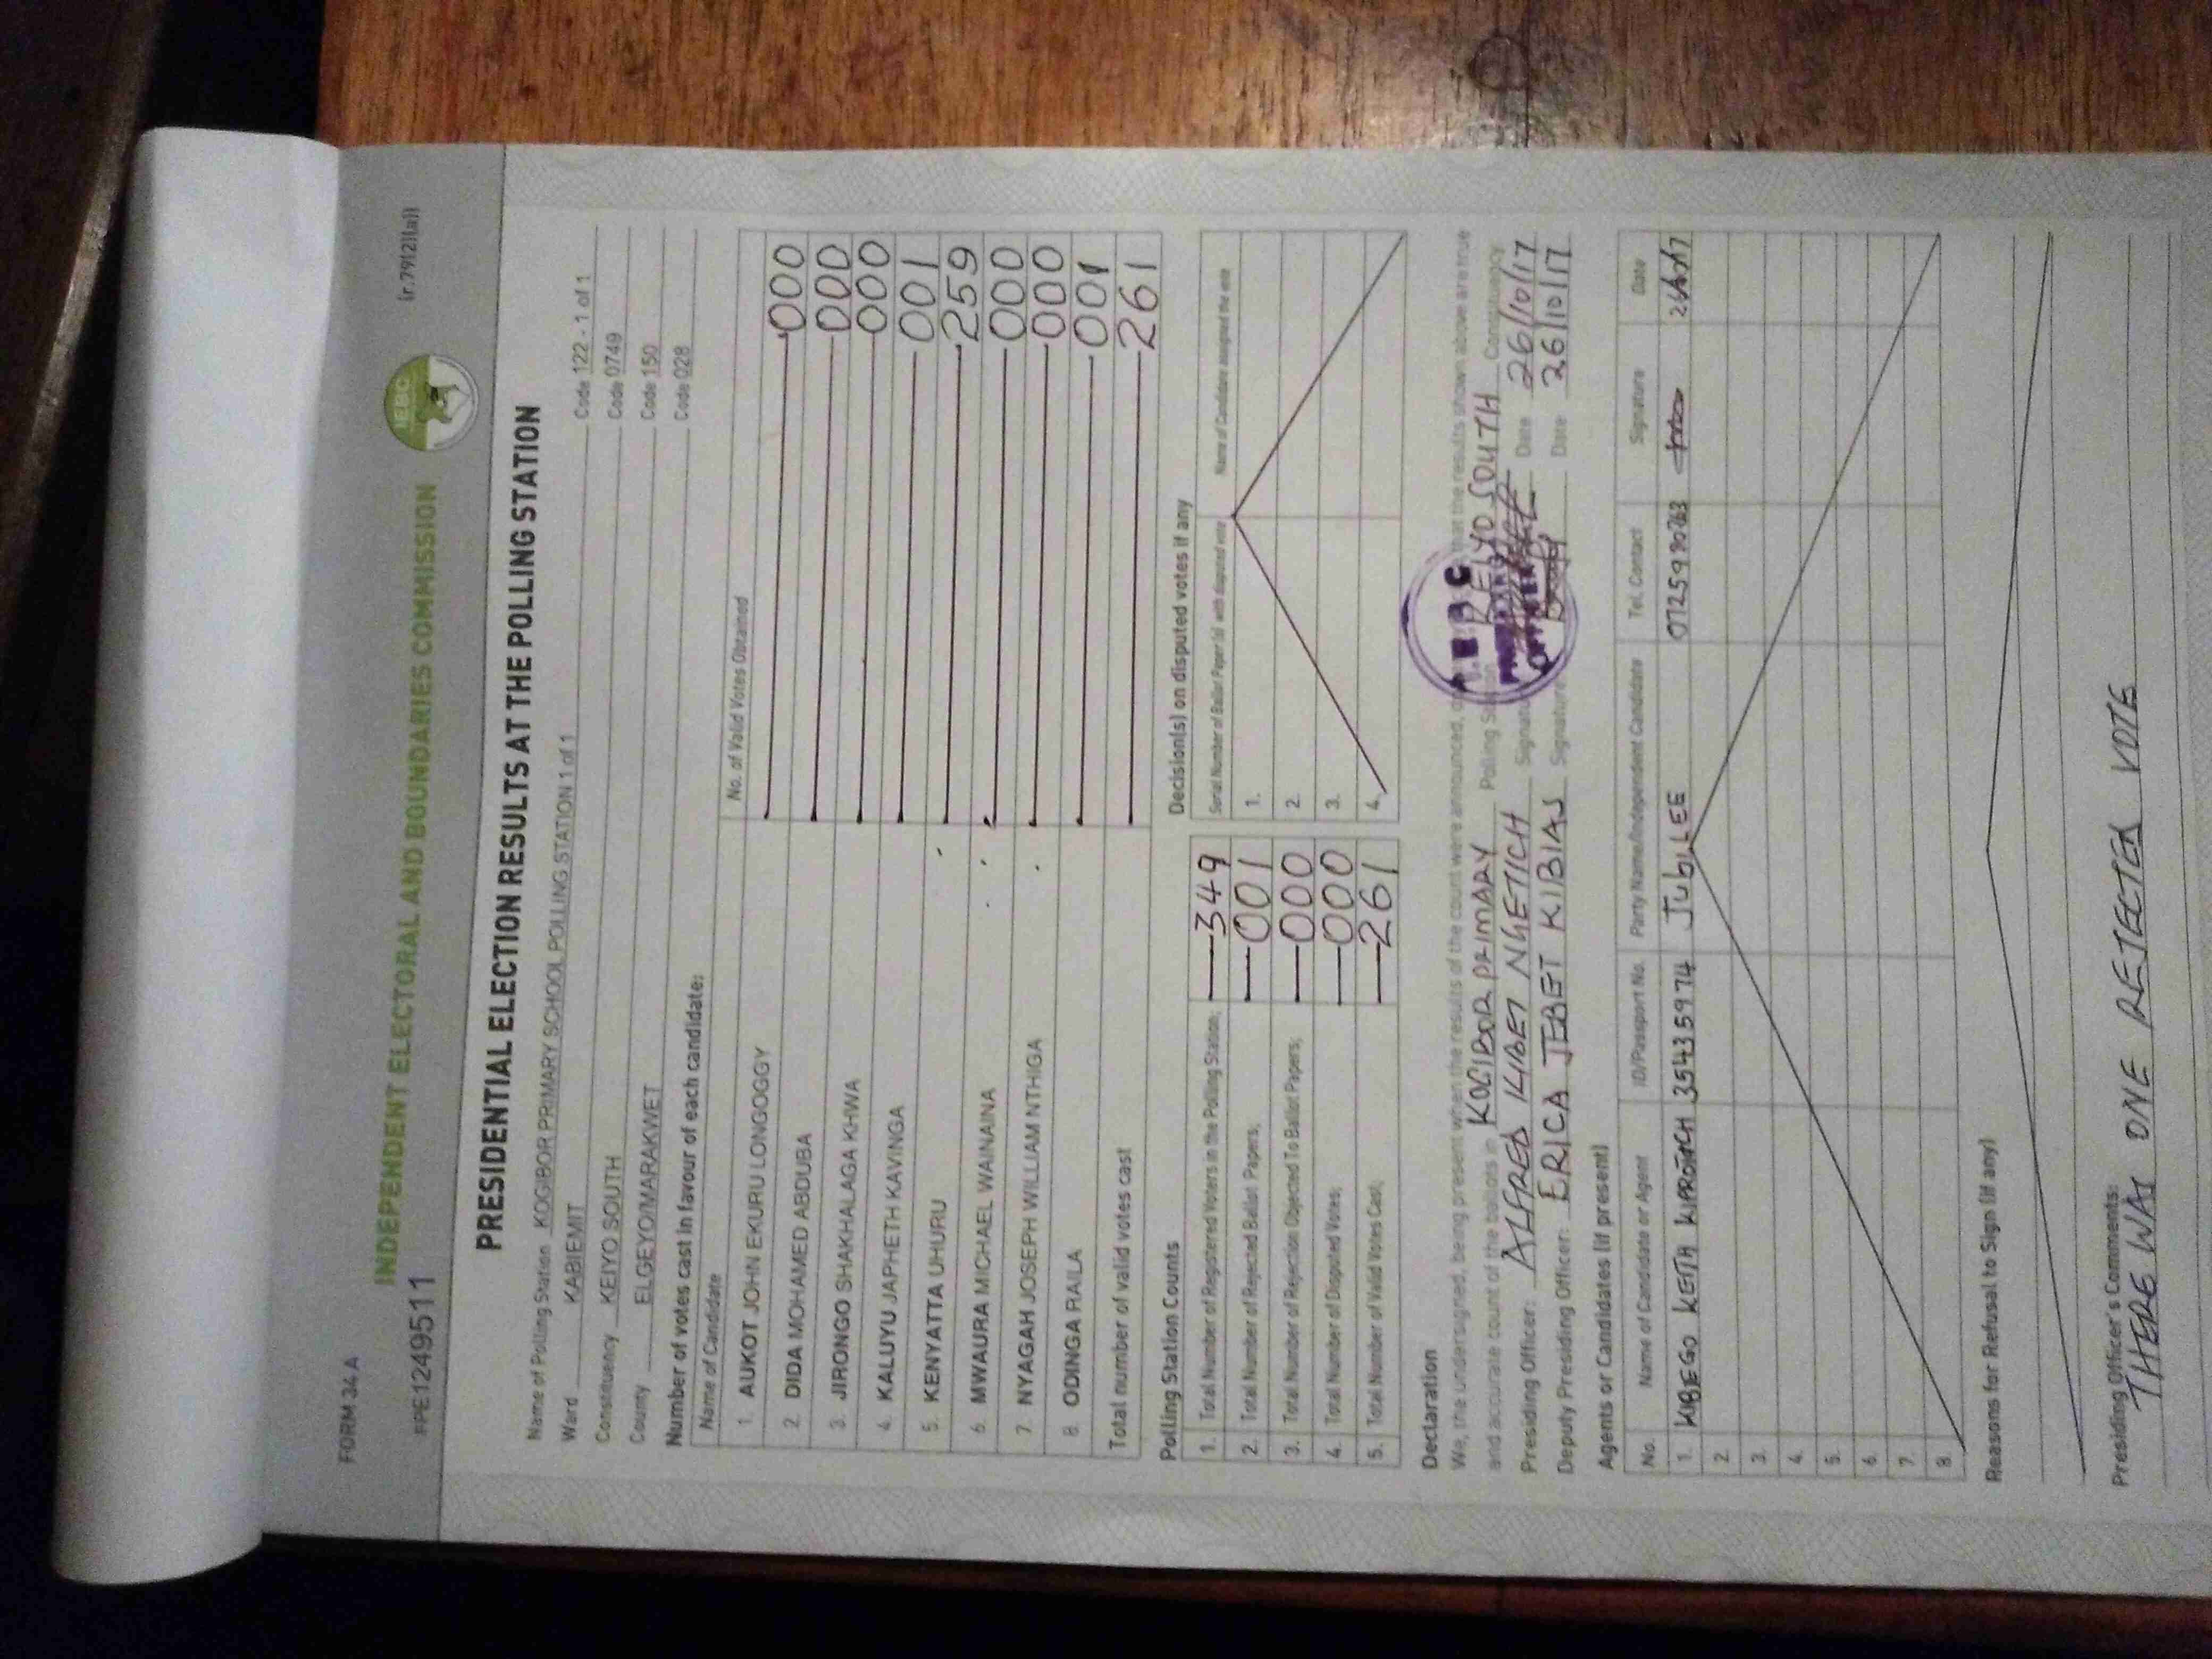 FORM 34 A (r.79(2)(a))
INDEPENDENT ELECTORAL AND BOUNDARIES COMMISSION IEBC
#PE1249511
PRESIDENTIAL ELECTION RESULTS AT THE POLLING STATION
Name of Polling Station KOGIBOR PRIMARY SCHOOL POLLING STATION 1 of 1 Code 122 - 1 of 1
Ward KABIEMIT Code 0749
Constituency KEIYO SOUTH Code 150
County ELGEYO/MARAKWET Code 028
Number of votes cast in favour of each candidate:
Name of Candidate No. of Valid Votes Obtained
1. AUKOT JOHN EKURU LONGOGGY 000
2. DIDA MOHAMED ABDUBA 000
3. JIRONGO SHAKHALAGA KHWA 000
4. KALUYU JAPHETH KAVINGA 001
5. KENYATTA UHURU 259
6. MWAURA MICHAEL WAINAINA 000
7. NYAGAH JOSEPH WILLIAM NTHIGA 000
8. ODINGA RAILA 001
Total number of valid votes cast 261
Polling Station Counts
1. Total Number of Registered Voters in the Polling Station; 349
2. Total Number of Rejected Ballot Papers; 001
3. Total Number of Rejection Objected To Ballot Papers; 000
4. Total Number of Disputed Votes; 000
5. Total Number of Valid Votes Cast; 261
Decision(s) on disputed votes if any
Serial Number of Ballot Paper (s) with disputed vote Name of Candidate assigned the vote
1.
2.
3.
4.
Declaration
We, the undersigned, being present when the results of the count were announced, that the results shown above are true
and accurate count of the ballots in KOGIBOR PRIMARY Polling Station KEIYO SOUTH Constituency
Presiding Officer: ALFRED KIBET NGETICH Signature Date 26/10/17
Deputy Presiding Officer: ERICA JEBET KIBIAS Signature Date 26/10/17
I.E.B.C
PRESIDING
OFFICER
Agents or Candidates (if present)
No. Name of Candidate or Agent ID/Passport No. Party Name/Independent Candidate Tel. Contact Signature Date
1. KIBEGO KEITH KIPROTICH JUBILEE
2.
3.
4.
5.
6.
7.
8.
Reasons for Refusal to Sign (if any)
Presiding Officer's Comments:
THERE WAS ONE REJECTED VOTE